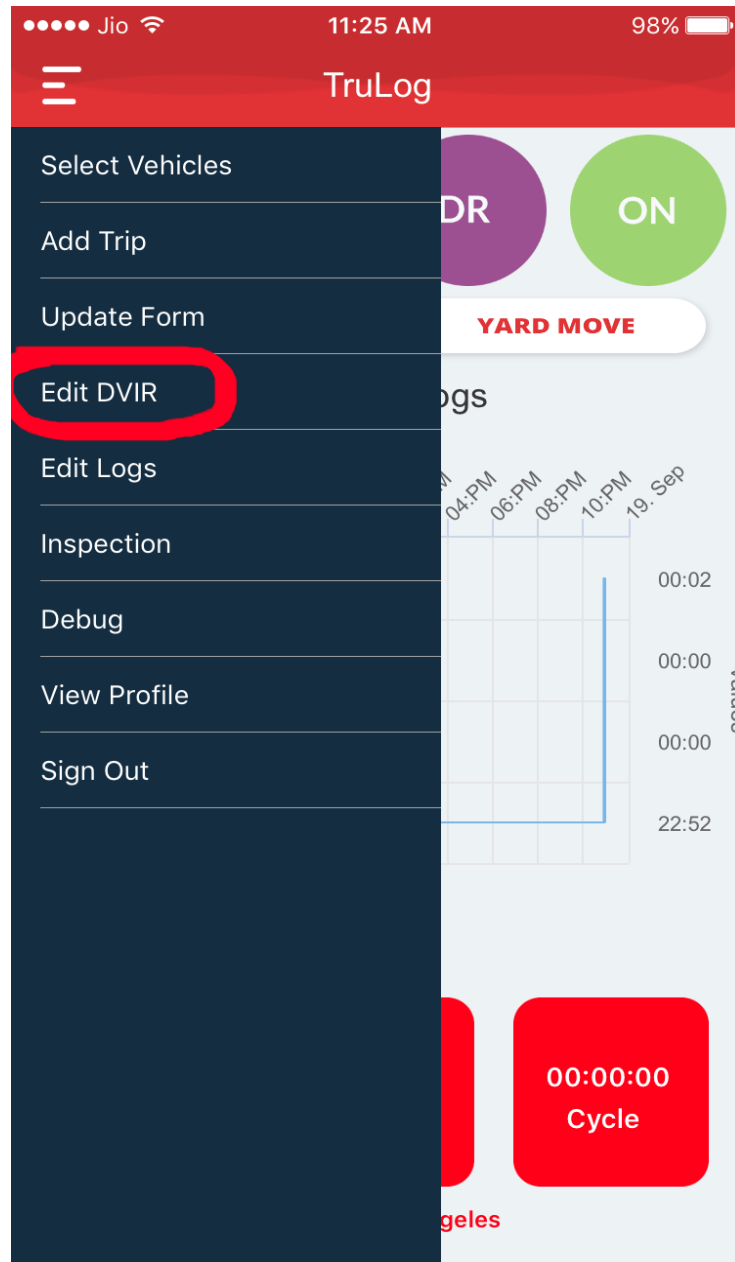 Jio 11:25 AM 98%
TruLog
Select Vehicles
Add Trip
Update Form
Edit DVIR
Edit Logs
Inspection
Debug
View Profile
Sign Out
DR ON
YARD MOVE
ogs
04:PM 06:PM 08:PM 10:PM 19. Sep
00:02
00:00
00:00
22:52
00:00:00
Cycle
geles